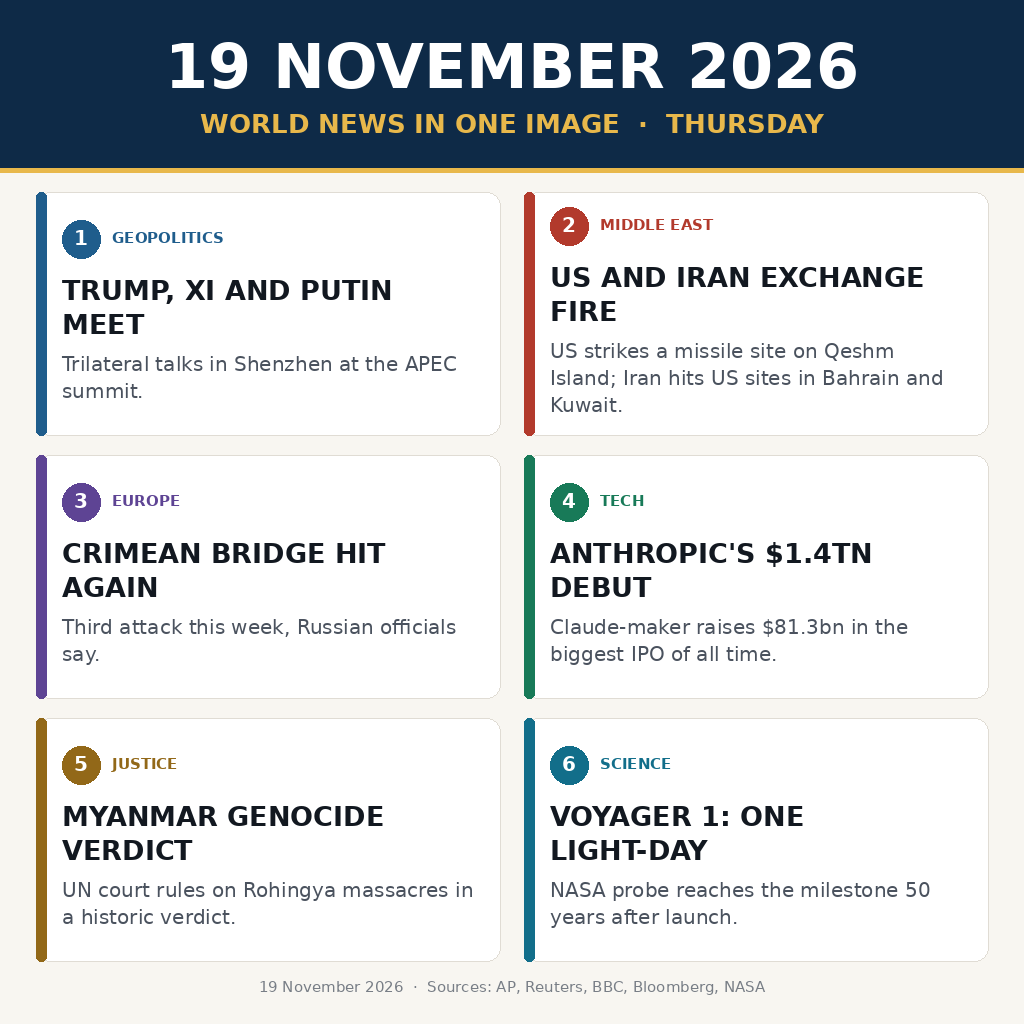 19 NOVEMBER 2026
WORLD NEWS IN ONE IMAGE · THURSDAY
1 GEOPOLITICS
TRUMP, XI AND PUTIN
MEET
Trilateral talks in Shenzhen at the APEC
summit.
2 MIDDLE EAST
US AND IRAN EXCHANGE
FIRE
US strikes a missile site on Qeshm
Island; Iran hits US sites in Bahrain and
Kuwait.
3 EUROPE
CRIMEAN BRIDGE HIT
AGAIN
Third attack this week, Russian officials
say.
4 TECH
ANTHROPIC'S $1.4TN
DEBUT
Claude-maker raises $81.3bn in the
biggest IPO of all time.
5 JUSTICE
MYANMAR GENOCIDE
VERDICT
UN court rules on Rohingya massacres in
a historic verdict.
6 SCIENCE
VOYAGER 1: ONE
LIGHT-DAY
NASA probe reaches the milestone 50
years after launch.
19 November 2026 · Sources: AP, Reuters, BBC, Bloomberg, NASA